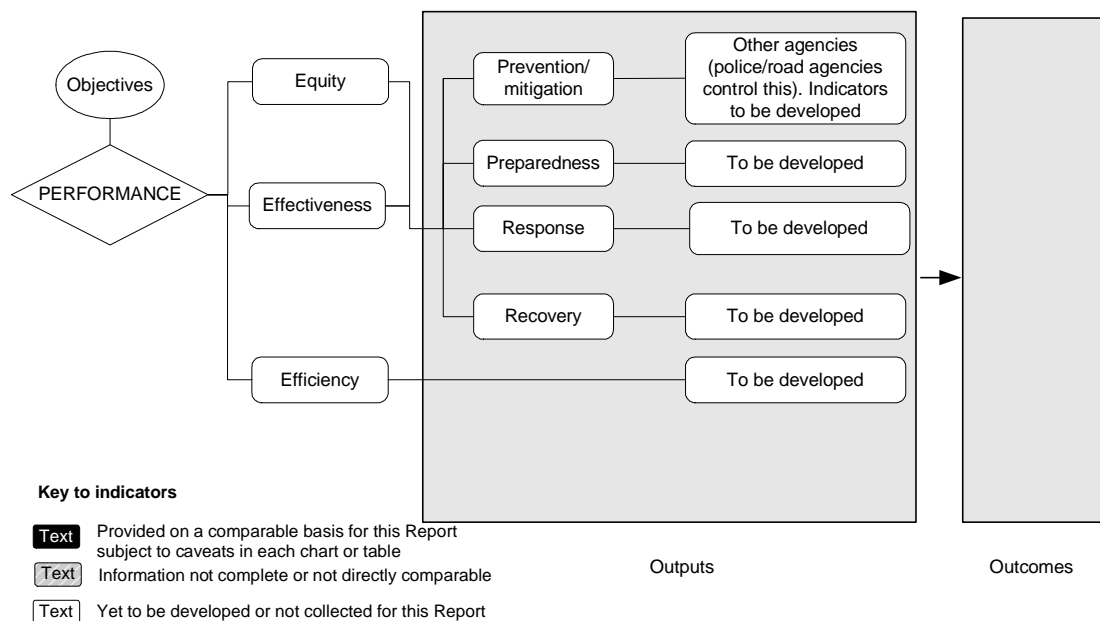 Objectives
PERFORMANCE
Equity
Effectiveness
Efficiency
Prevention/
mitigation
Preparedness
Response
Recovery
Other agencies
(police/road agencies
control this). Indicators
to be developed
To be developed
To be developed
To be developed
To be developed
Outputs
Outcomes
Key to indicators
Text Provided on a comparable basis for this Report
subject to caveats in each chart or table
Text Information not complete or not directly comparable
Text Yet to be developed or not collected for this Report